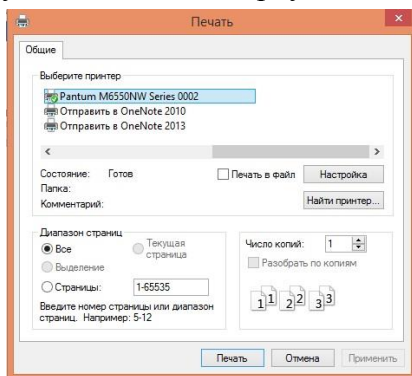 Печать
Общие
Выберите принтер
Pantum M6550NW Series 0002
Отправить в OneNote 2010
Отправить в OneNote 2013
Состояние: Готов
Печать в файл
Настройка
Папка:
Комментарий:
Найти принтер...
Диапазон страниц
Все
Текущая
страница
Выделение
Страницы: 1-65535
Введите номер страницы или диапазон
страниц. Например: 5-12
Число копий: 1
Разобрать по копиям
1 1 2 2 3 3
Печать
Отмена
Применить